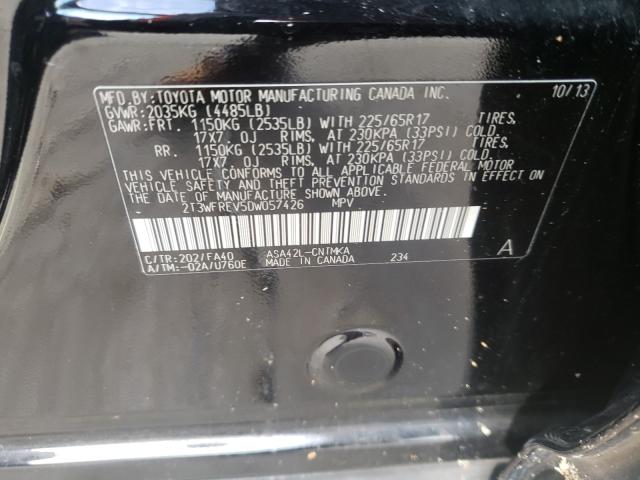 MFD.BY: TOYOTA MOTOR MANUFACTURING CANADA INC. 10/13
GVWR: 2035KG (4485LB)
GAWR: FRT. 1150KG (2535LB) WITH 225/65R17 TIRES,
17X7 OJ RIMS, AT 230KPA (33PSI) COLD.
RR. 1150KG (2535LB) WITH 225/65R17 TIRES,
17X7 OJ RIMS, AT 230KPA (33PSI) COLD.
THIS VEHICLE CONFORMS TO ALL APPLICABLE FEDERAL MOTOR
VEHICLE SAFETY AND THEFT PREVENTION STANDARDS IN EFFECT ON
THE DATE OF MANUFACTURE SHOWN ABOVE.
2T3WFREV5DW057426 MPV
C/TR: 202/FA40 ASA42L-CNTMKA A
A/TM: -02A/U760E MADE IN CANADA 234